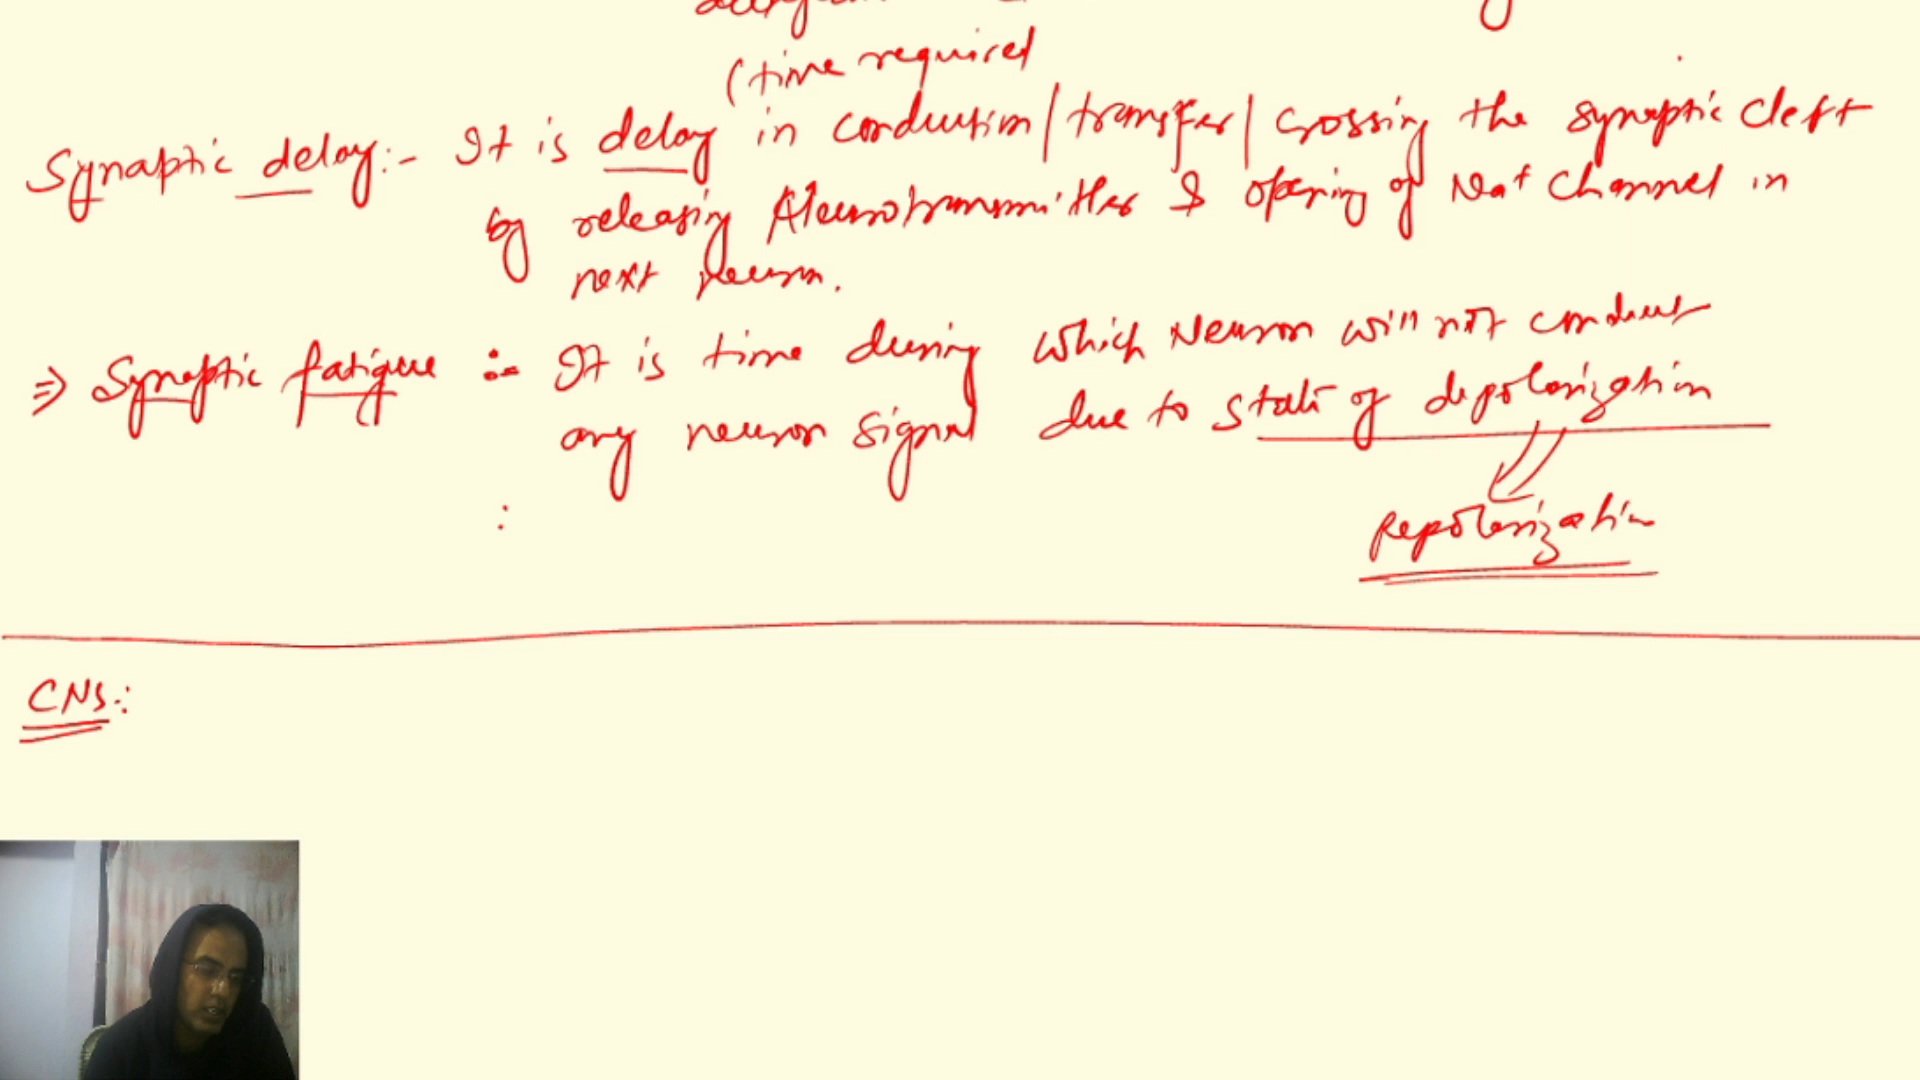 (time required
Synaptic delay:- It is delay in conduction/transfer/crossing the synaptic cleft
by releasing Neurotransmitter & opening of Na+ channel in
next neuron.
⇒ Synaptic fatigue :- It is time during which Neuron will not conduct
any neuron signal due to state of depolarization
Repolarization
CNS: